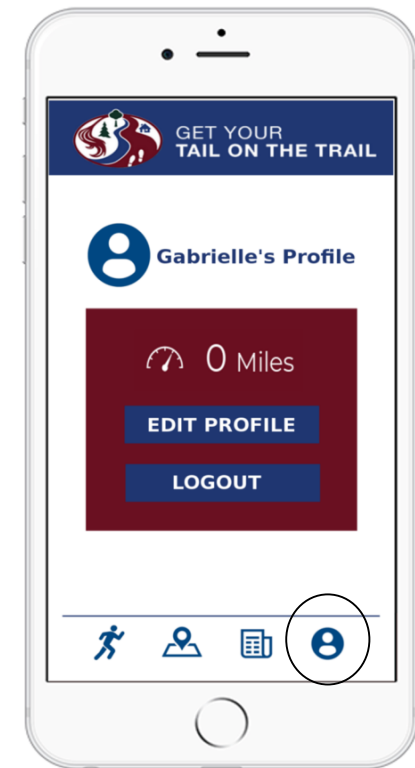 GET YOUR
TAIL ON THE TRAIL
Gabrielle's Profile
0 Miles
EDIT PROFILE
LOGOUT